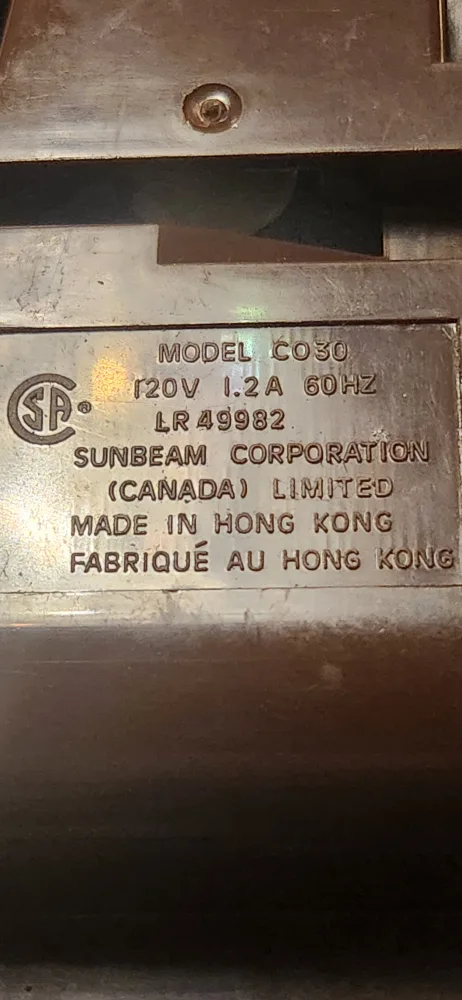 MODEL CO30
CSA® 120V 1.2A 60HZ
LR 49982
SUNBEAM CORPORATION
(CANADA) LIMITED
MADE IN HONG KONG
FABRIQUÉ AU HONG KONG